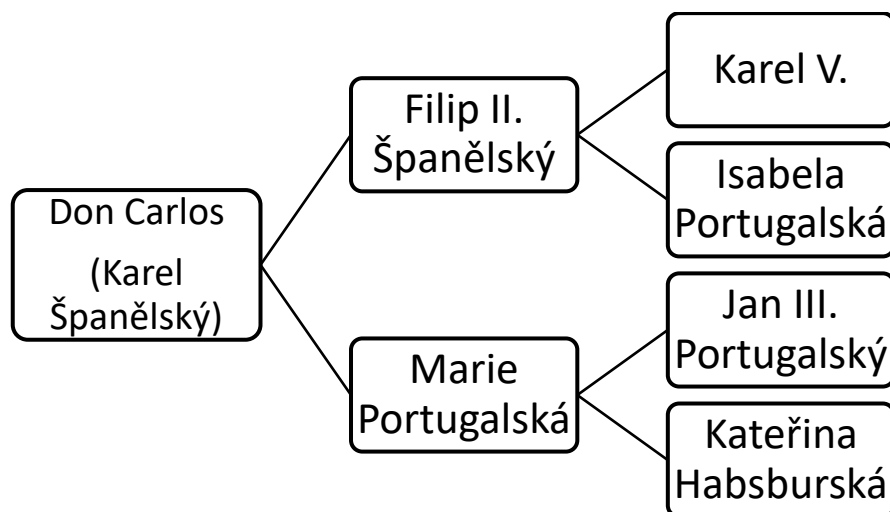 Don Carlos
(Karel
Španělský)
Filip II.
Španělský
Marie
Portugalská
Karel V.
Isabela
Portugalská
Jan III.
Portugalský
Kateřina
Habsburská